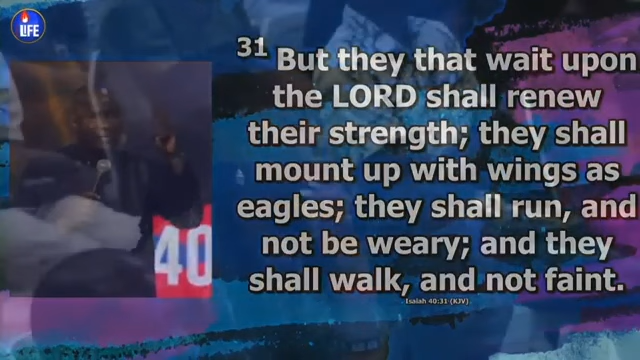 LIFE
31 But they that wait upon
the LORD shall renew
their strength; they shall
mount up with wings as
eagles; they shall run, and
not be weary; and they
shall walk, and not faint.
Isaiah 40:31 (KJV).
40